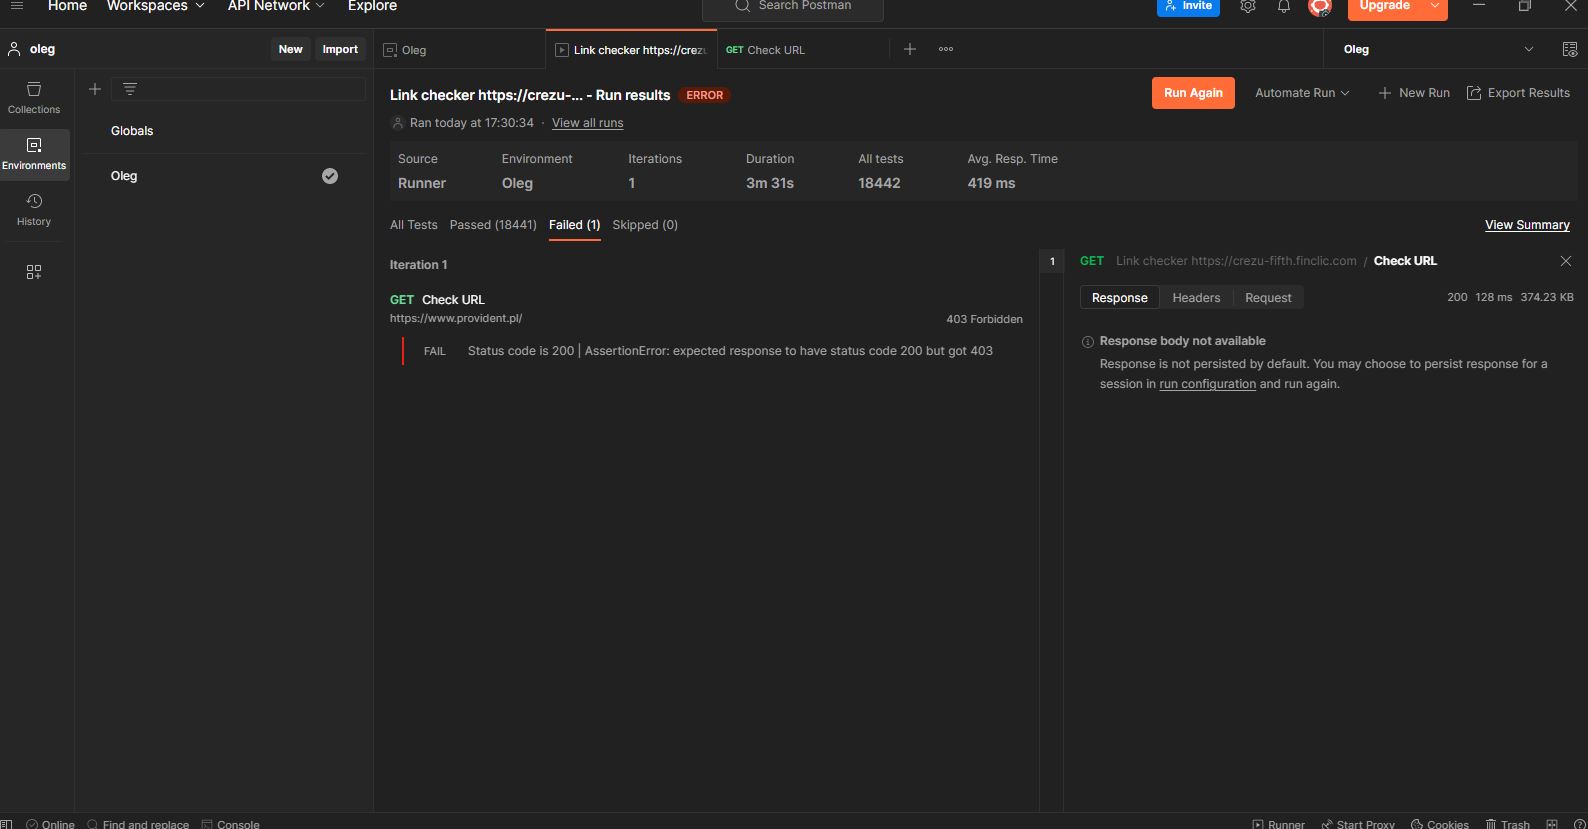 Home Workspaces API Network Explore
Search Postman
Invite
Upgrade
oleg
New Import
Oleg
Link checker https://crezu
GET Check URL
Oleg
Collections
Environments
History
Globals
Oleg
Link checker https://crezu-... - Run results ERROR
Run Again Automate Run New Run Export Results
Ran today at 17:30:34 · View all runs
Source Environment Iterations Duration All tests Avg. Resp. Time
Runner Oleg 1 3m 31s 18442 419 ms
All Tests Passed (18441) Failed (1) Skipped (0)
View Summary
Iteration 1
GET Check URL
https://www.provident.pl/
403 Forbidden
FAIL Status code is 200 | AssertionError: expected response to have status code 200 but got 403
1
GET Link checker https://crezu-fifth.finclic.com / Check URL
Response Headers Request
200 128 ms 374.23 KB
Response body not available
Response is not persisted by default. You may choose to persist response for a
session in run configuration and run again.
Online Find and replace Console
Runner Start Proxy Cookies Trash